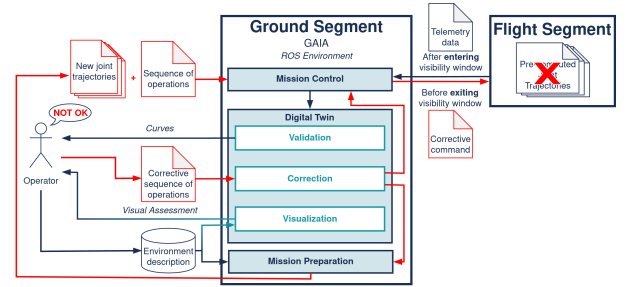 Ground Segment
GAIA
ROS Environment
Flight Segment
New joint
trajectories
+
Sequence of
operations
Mission Control
Telemetry
data
After entering
visibility window
Trajectories
Before exiting
visibility window
Corrective
command
Digital Twin
Validation
Correction
Visualization
Mission Preparation
NOT OK
Operator
Curves
Corrective
sequence of
operations
Visual Assessment
Environment
description